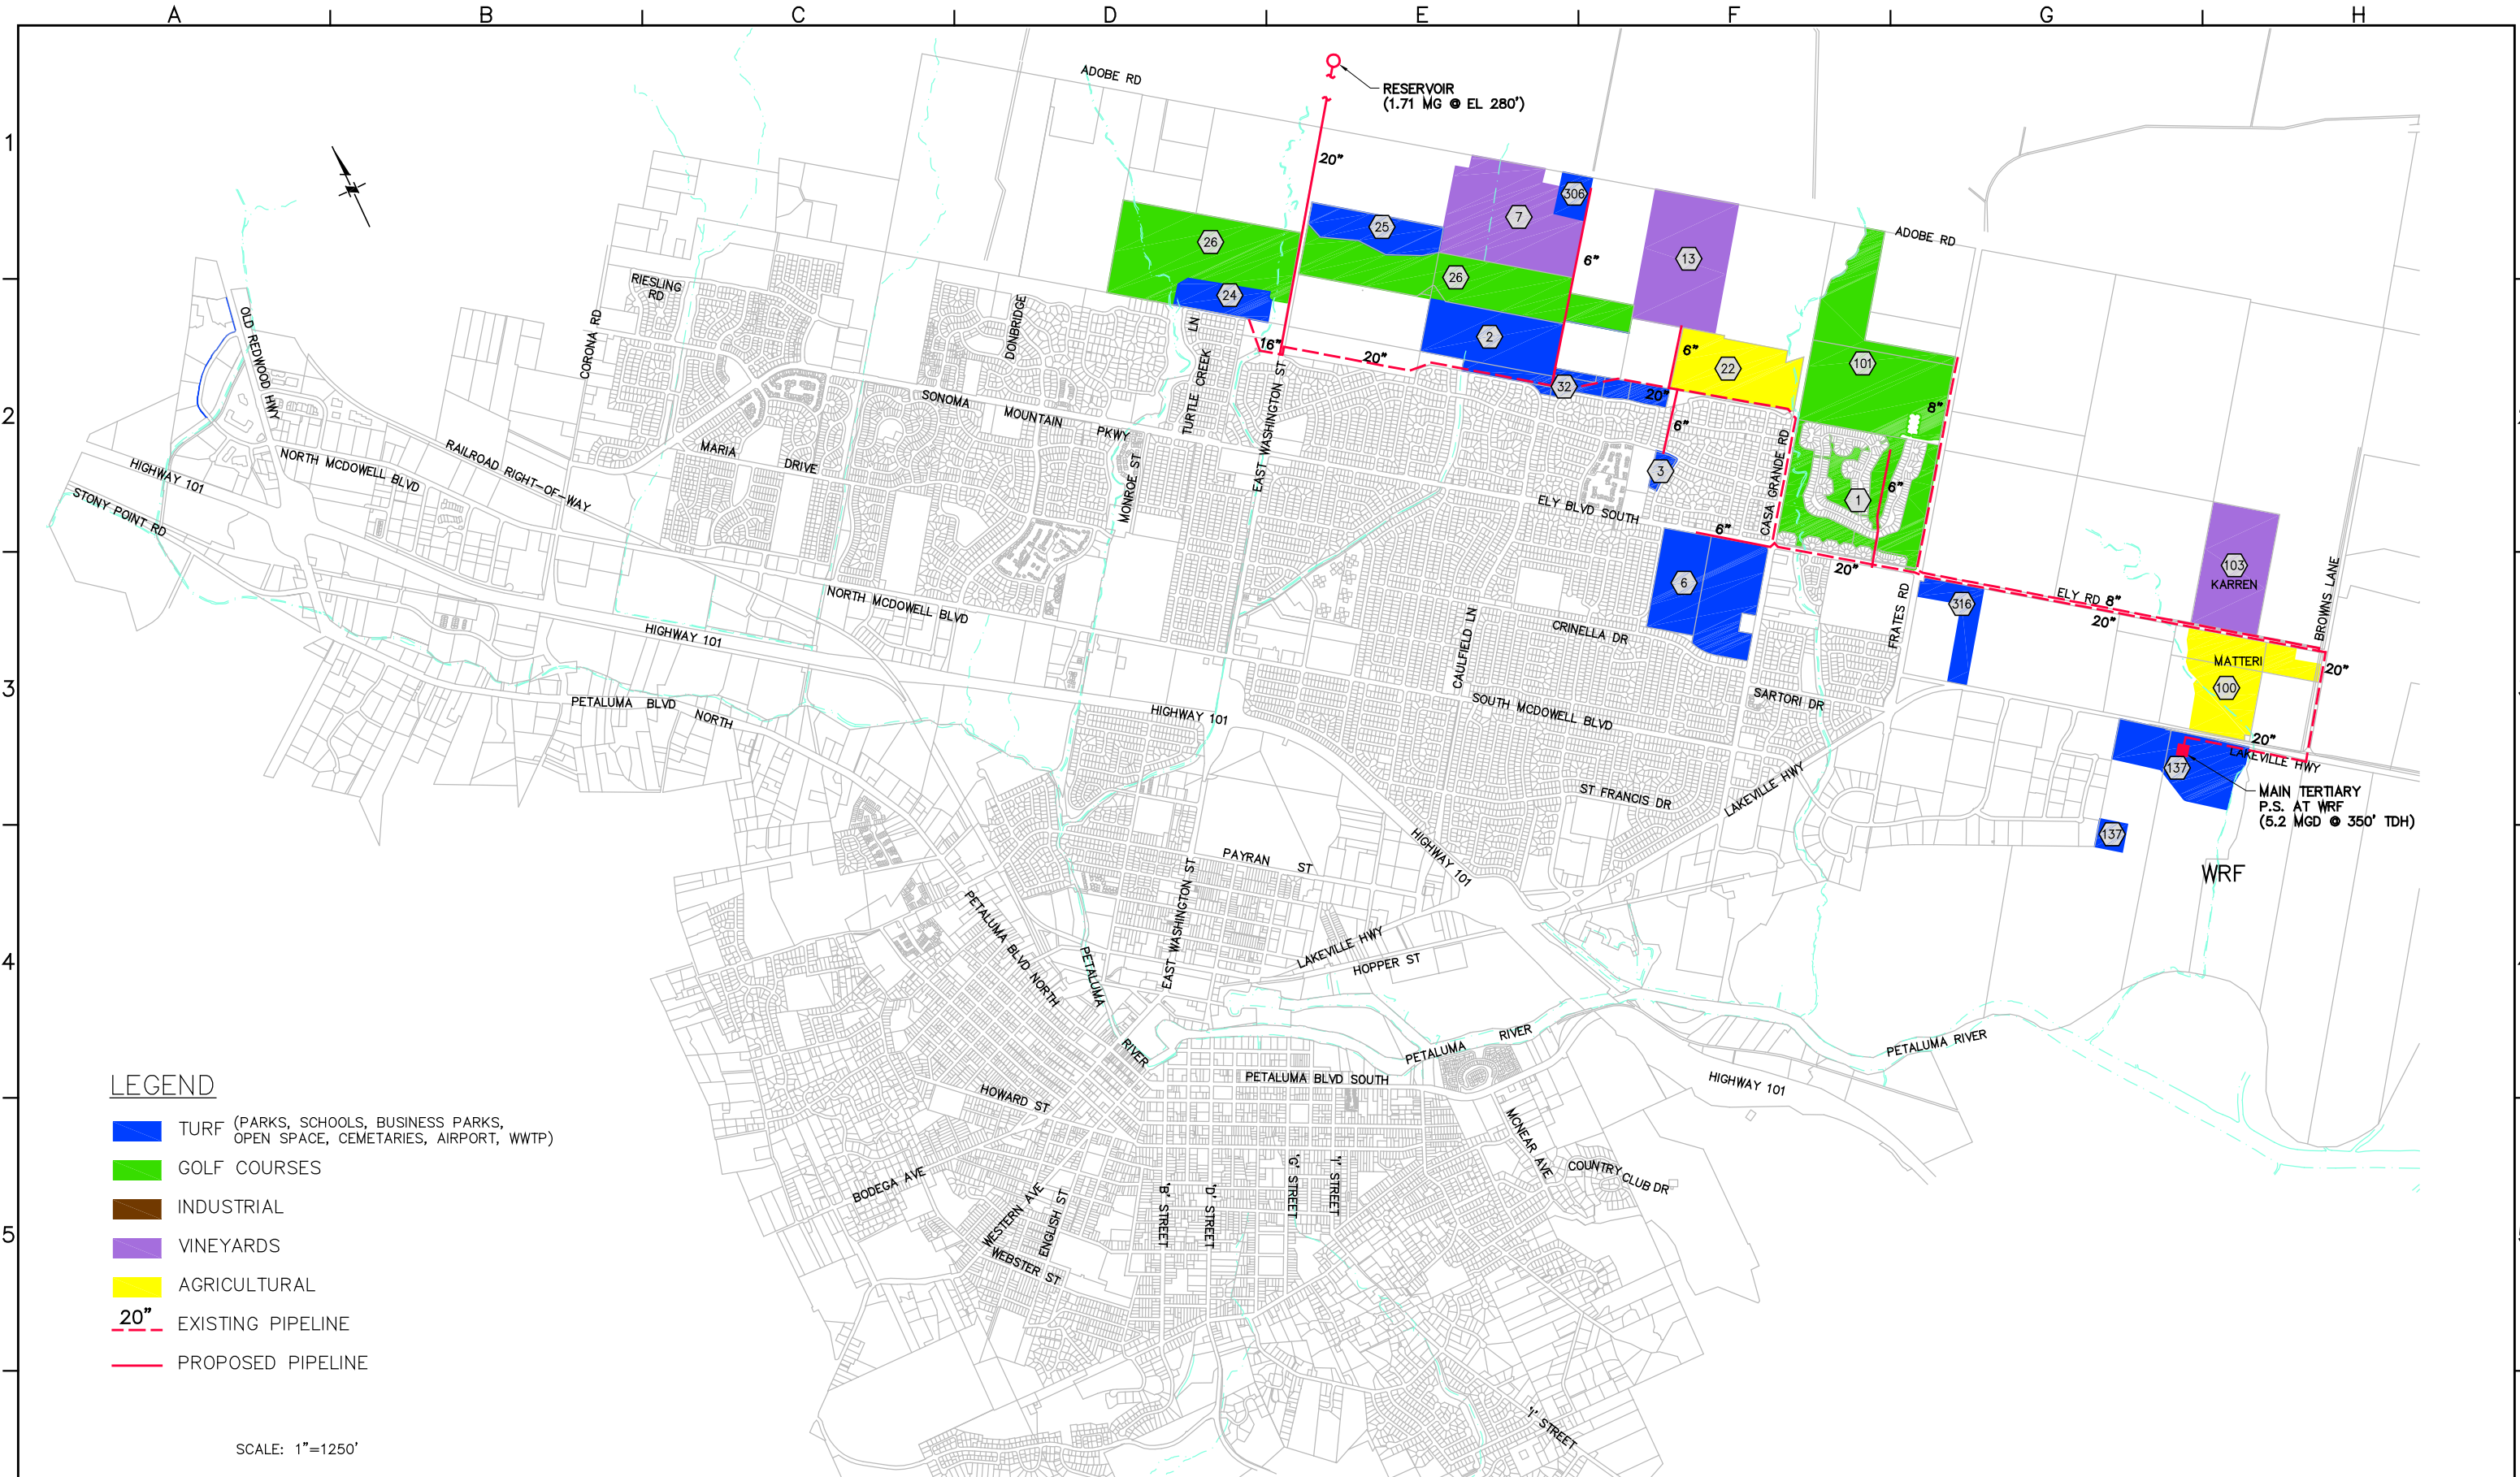 A
B
C
D
E
F
G
H
1
2
3
4
5
ADOBE RD
RESERVOIR
(1.71 MG @ EL 280')
20"
306
7
25
26
13
6"
ADOBE RD
26
24
RIESLING
RD
DONBRIDGE
LN
TURTLE CREEK
16"
20"
2
6"
22
101
8"
32
20"
OLD REDWOOD HWY
CORONA RD
SONOMA
MOUNTAIN
PKWY
EAST WASHINGTON ST
6"
3
CASA GRANDE RD
1
6"
HIGHWAY 101
NORTH MCDOWELL BLVD
RAILROAD RIGHT-OF-WAY
MARIA
DRIVE
MONROE ST
ELY BLVD SOUTH
6"
STONY POINT RD
6
20"
103
KARREN
BROWNS LANE
316
ELY RD
8"
20"
NORTH MCDOWELL BLVD
FRATES RD
CRINELLA DR
CAULFIELD LN
HIGHWAY 101
MATTERI
20"
100
PETALUMA BLVD
NORTH
HIGHWAY 101
SOUTH MCDOWELL BLVD
SARTORI DR
20"
LAKEVILLE HWY
137
ST FRANCIS DR
LAKEVILLE HWY
MAIN TERTIARY
P.S. AT WRF
(5.2 MGD @ 350' TDH)
137
WRF
PAYRAN
ST
HIGHWAY 101
EAST WASHINGTON ST
PETALUMA BLVD NORTH
PETALUMA
RIVER
LAKEVILLE HWY
HOPPER ST
PETALUMA
RIVER
PETALUMA RIVER
PETALUMA BLVD SOUTH
HIGHWAY 101
HOWARD ST
MCNEAR AVE
COUNTRY
CLUB DR
BODEGA AVE
WESTERN AVE
ENGLISH ST
WEBSTER ST
'B' STREET
'D' STREET
'G' STREET
'I' STREET
'I' STREET
LEGEND
TURF (PARKS, SCHOOLS, BUSINESS PARKS,
OPEN SPACE, CEMETARIES, AIRPORT, WWTP)
GOLF COURSES
INDUSTRIAL
VINEYARDS
AGRICULTURAL
20"
EXISTING PIPELINE
PROPOSED PIPELINE
SCALE: 1"=1250'